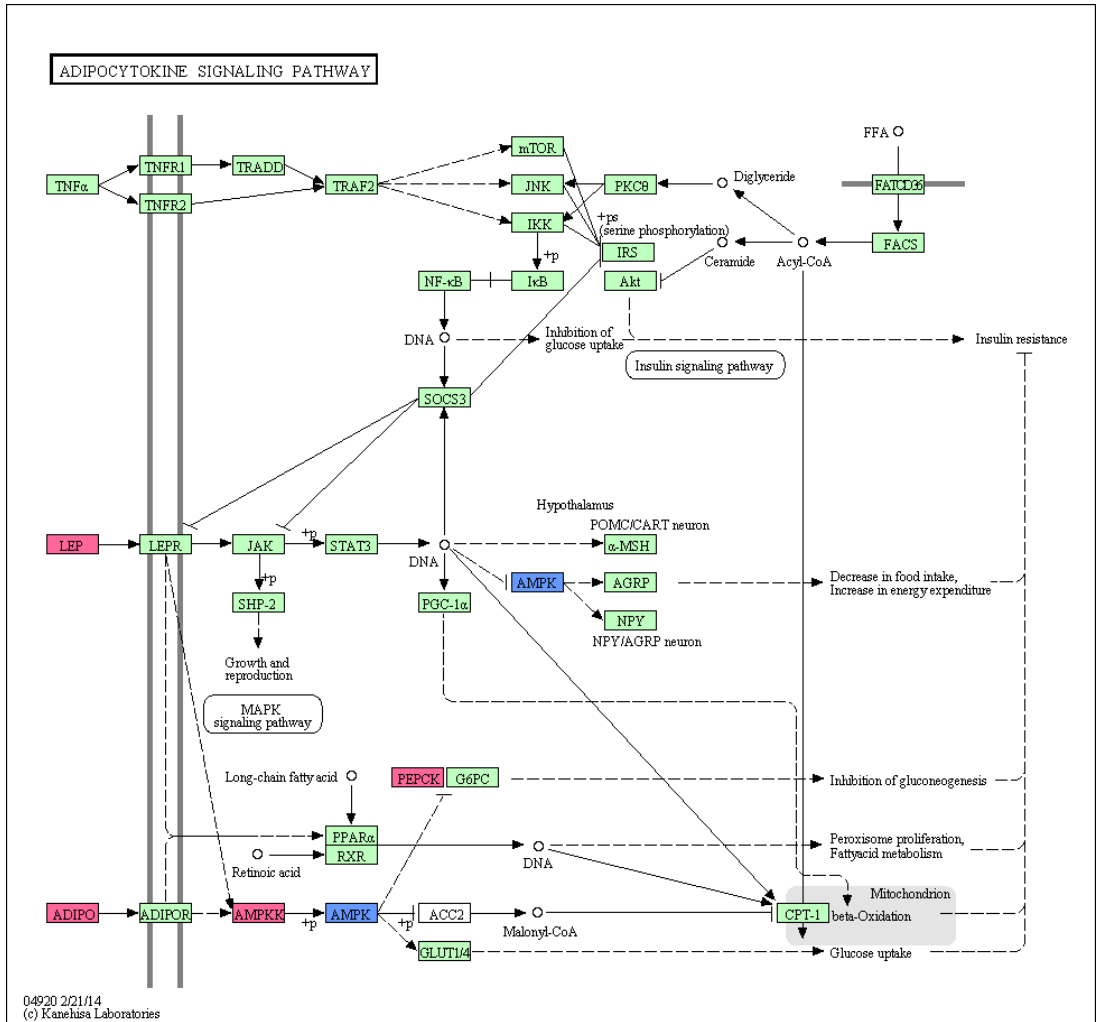 ADIPOCYTOKINE SIGNALING PATHWAY
FFA
mTOR
TNFR1
TRADD
TNFα
TRAF2
JNK
PKCθ
Diglyceride
FATCD36
TNFR2
IKK
+ps
(serine phosphorylation)
IRS
FACS
+p
Ceramide
Acyl-CoA
NF-κB
IκB
Akt
DNA
Inhibition of
glucose uptake
Insulin resistance
Insulin signaling pathway
SOCS3
Hypothalamus
POMC/CART neuron
LEP
LEPR
JAK
+p
STAT3
DNA
α-MSH
+p
AMPK
AGRP
Decrease in food intake,
Increase in energy expenditure
SHP-2
PGC-1α
NPY
NPY/AGRP neuron
Growth and
reproduction
MAPK
signaling pathway
Long-chain fatty acid
PEPCK
G6PC
Inhibition of gluconeogenesis
PPARα
RXR
Retinoic acid
DNA
Peroxisome proliferation,
Fattyacid metabolism
Mitochondrion
ADIPO
ADIPOR
AMPKK
+p
AMPK
+p
ACC2
Malonyl-CoA
CPT-1
beta-Oxidation
GLUT1/4
Glucose uptake
04920 2/21/14
(c) Kanehisa Laboratories